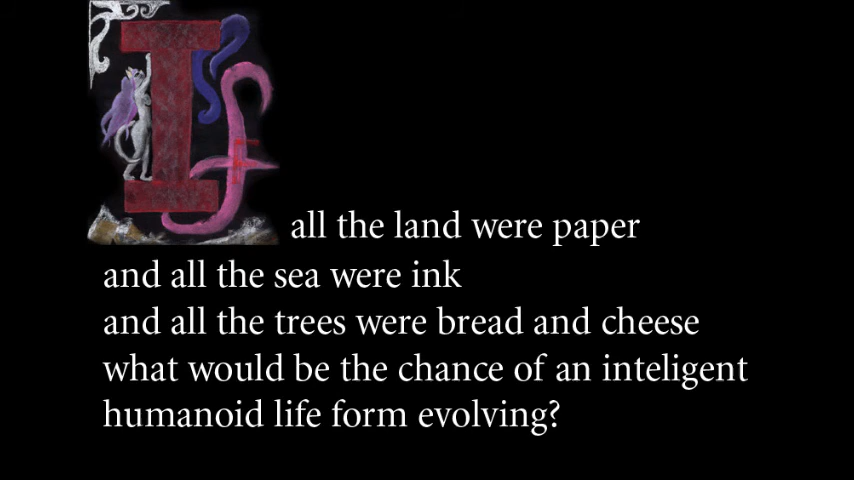 If all the land were paper
and all the sea were ink
and all the trees were bread and cheese
what would be the chance of an inteligent
humanoid life form evolving?